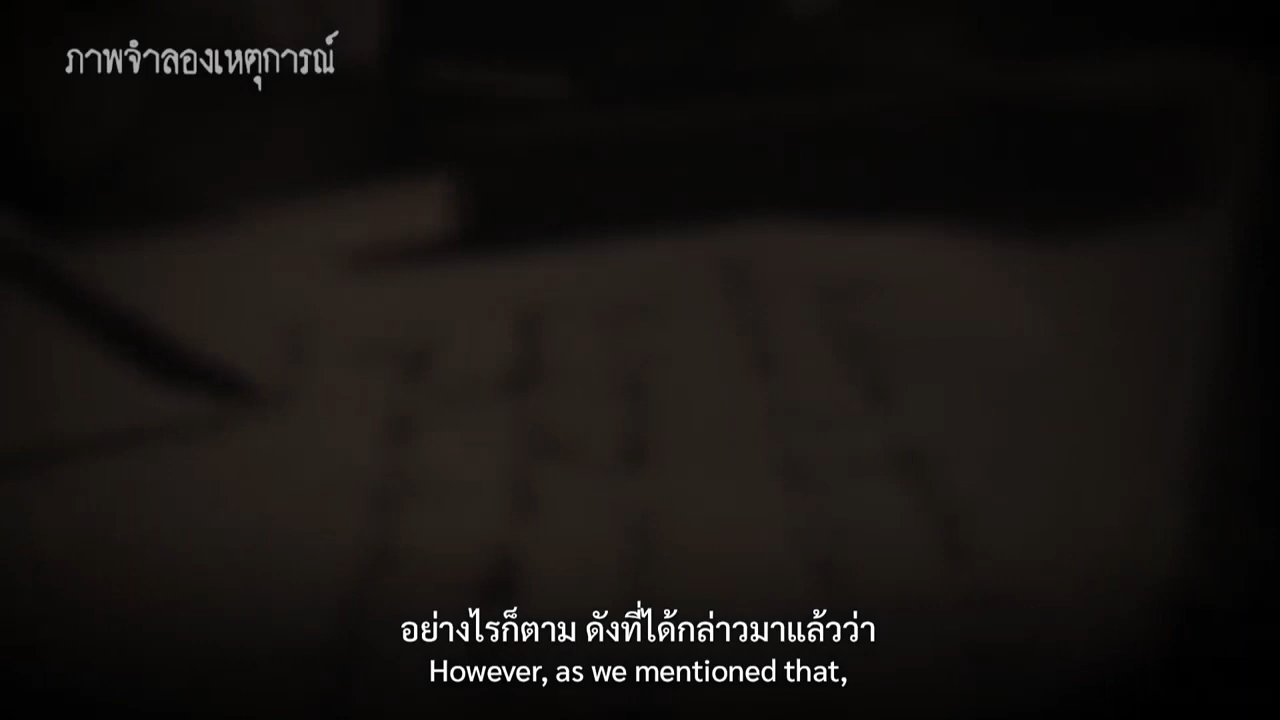 ภาพจำลองเหตุการณ์
อย่างไรก็ตาม ดังที่ได้กล่าวมาแล้วว่า
However, as we mentioned that,